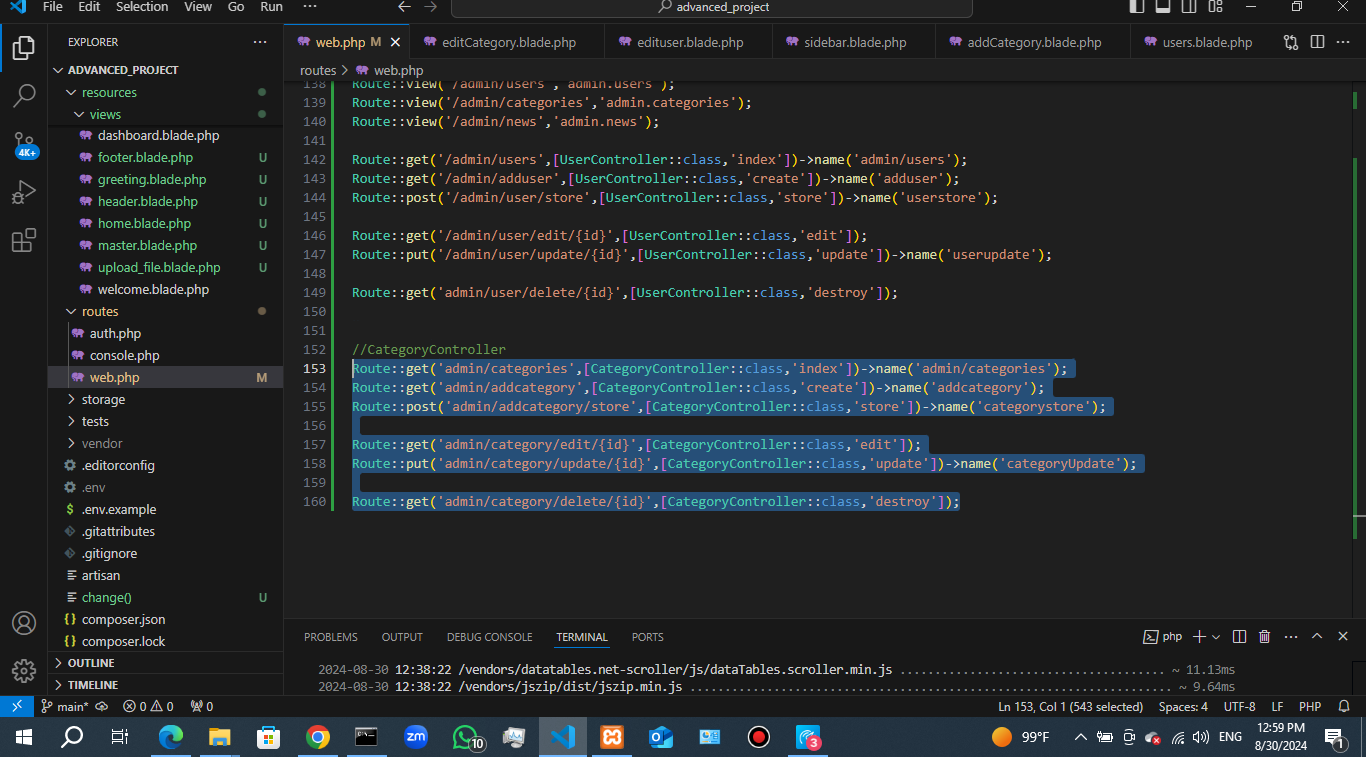 File Edit Selection View Go Run ··· advanced_project
EXPLORER ···
ADVANCED_PROJECT
resources
views
dashboard.blade.php
footer.blade.php U
greeting.blade.php U
header.blade.php U
home.blade.php U
master.blade.php U
upload_file.blade.php U
welcome.blade.php
routes
auth.php
console.php
web.php M
storage
tests
vendor
.editorconfig
.env
.env.example
.gitattributes
.gitignore
artisan
change() U
composer.json
composer.lock
OUTLINE
TIMELINE
4K+
web.php M editCategory.blade.php edituser.blade.php sidebar.blade.php addCategory.blade.php users.blade.php
routes > web.php
138 Route::view('/admin/users','admin.users');
139 Route::view('/admin/categories','admin.categories');
140 Route::view('/admin/news','admin.news');
141
142 Route::get('/admin/users',[UserController::class,'index'])->name('admin/users');
143 Route::get('/admin/adduser',[UserController::class,'create'])->name('adduser');
144 Route::post('/admin/user/store',[UserController::class,'store'])->name('userstore');
145
146 Route::get('/admin/user/edit/{id}',[UserController::class,'edit']);
147 Route::put('/admin/user/update/{id}',[UserController::class,'update'])->name('userupdate');
148
149 Route::get('admin/user/delete/{id}',[UserController::class,'destroy']);
150
151
152 //CategoryController
153 Route::get('admin/categories',[CategoryController::class,'index'])->name('admin/categories');
154 Route::get('admin/addcategory',[CategoryController::class,'create'])->name('addcategory');
155 Route::post('admin/addcategory/store',[CategoryController::class,'store'])->name('categorystore');
156
157 Route::get('admin/category/edit/{id}',[CategoryController::class,'edit']);
158 Route::put('admin/category/update/{id}',[CategoryController::class,'update'])->name('categoryUpdate');
159
160 Route::get('admin/category/delete/{id}',[CategoryController::class,'destroy']);
PROBLEMS OUTPUT DEBUG CONSOLE TERMINAL PORTS php
2024-08-30 12:38:22 /vendors/datatables.net-scroller/js/dataTables.scroller.min.js ................................... ~ 11.13ms
2024-08-30 12:38:22 /vendors/jszip/dist/jszip.min.js ............................................................... ~ 9.64ms
main* 0 0 0 Ln 153, Col 1 (543 selected) Spaces: 4 UTF-8 LF PHP
zm 10 3 99°F ENG 12:59 PM
8/30/2024 1